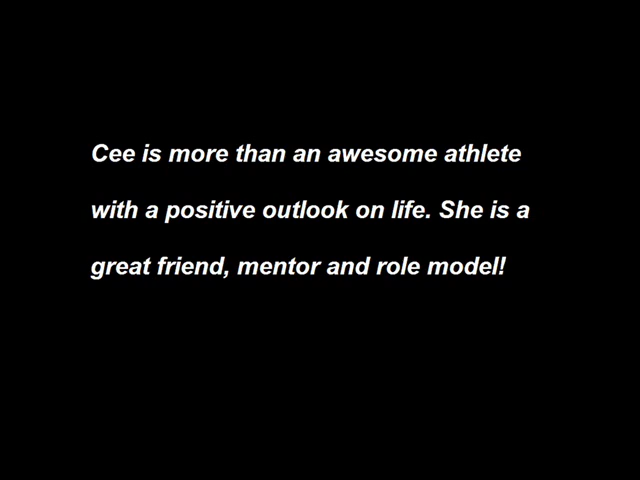 Cee is more than an awesome athlete
with a positive outlook on life. She is a
great friend, mentor and role model!